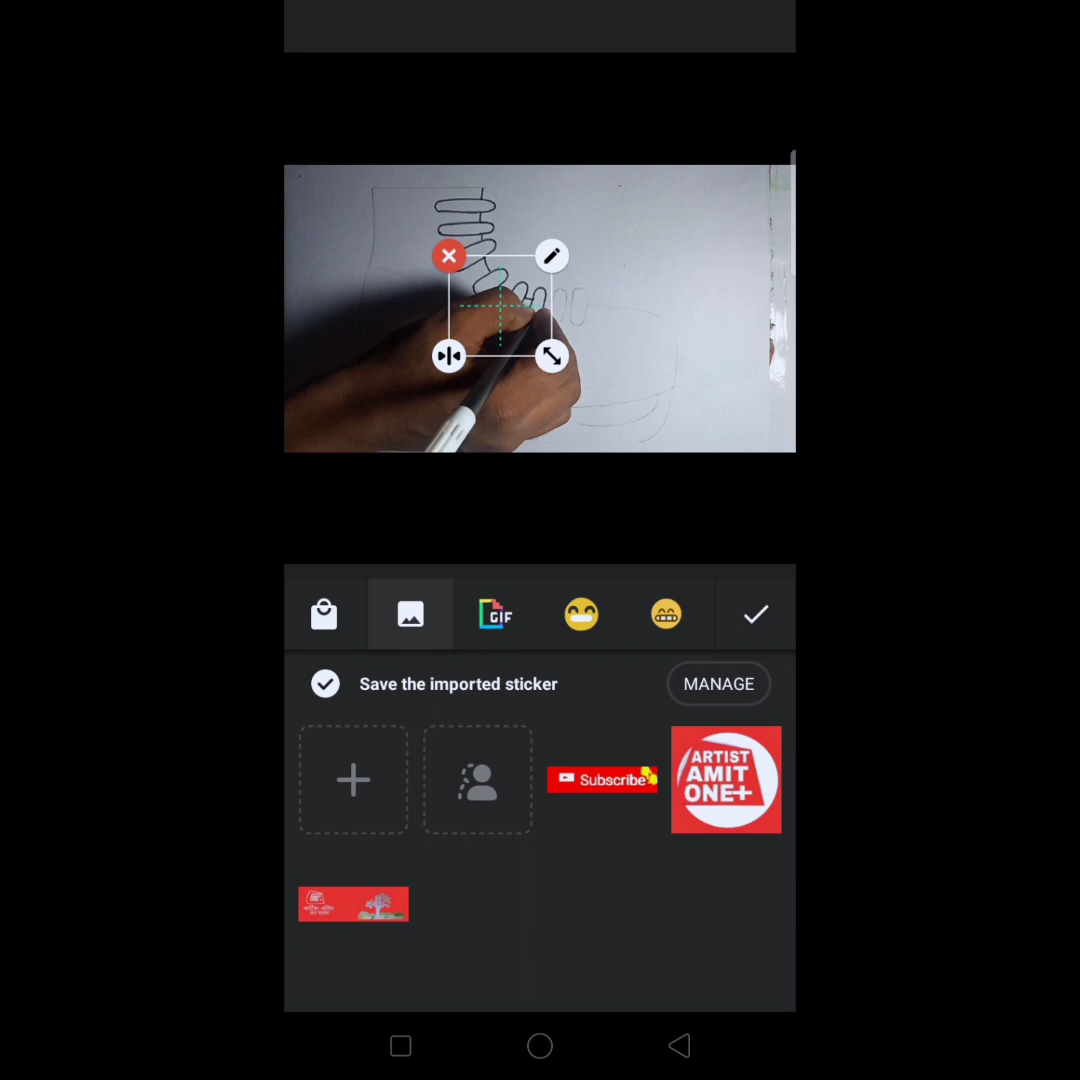 GIF
Save the imported sticker
MANAGE
Subscribe
ARTIST
AMIT
ONE+